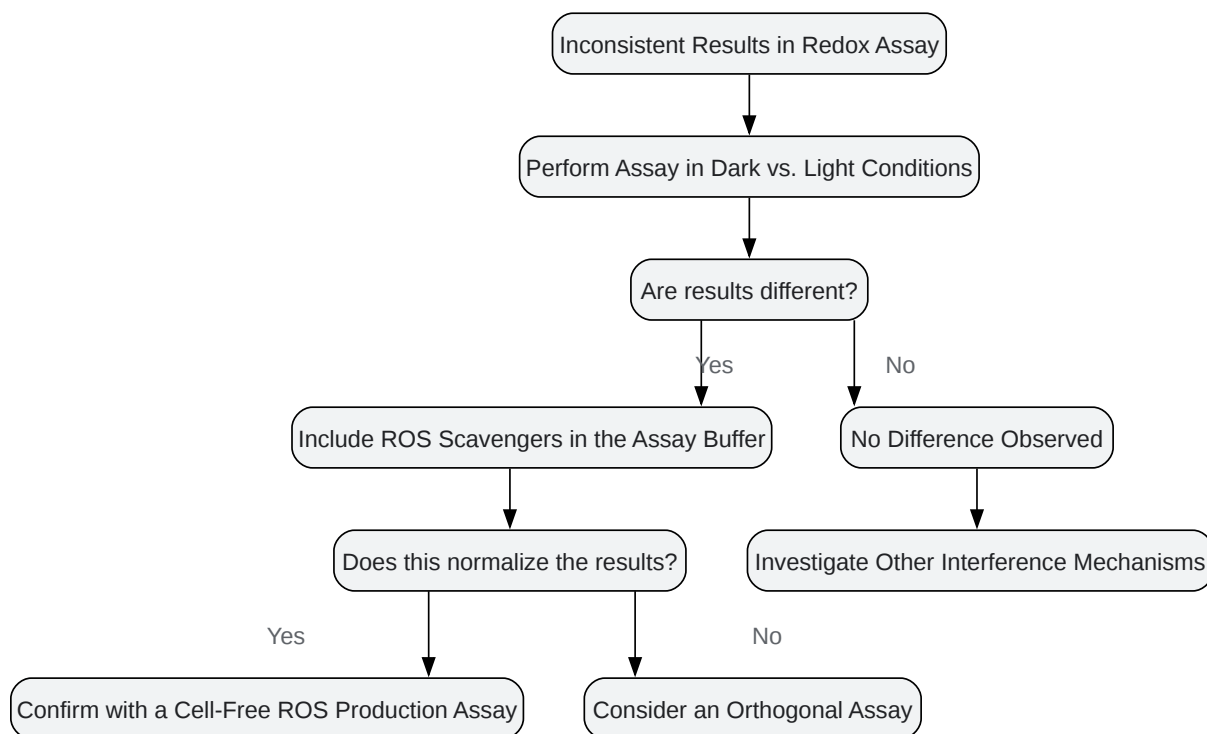 Inconsistent Results in Redox Assay
Perform Assay in Dark vs. Light Conditions
Are results different?
Yes
No
Include ROS Scavengers in the Assay Buffer
No Difference Observed
Does this normalize the results?
Investigate Other Interference Mechanisms
Yes
No
Confirm with a Cell-Free ROS Production Assay
Consider an Orthogonal Assay